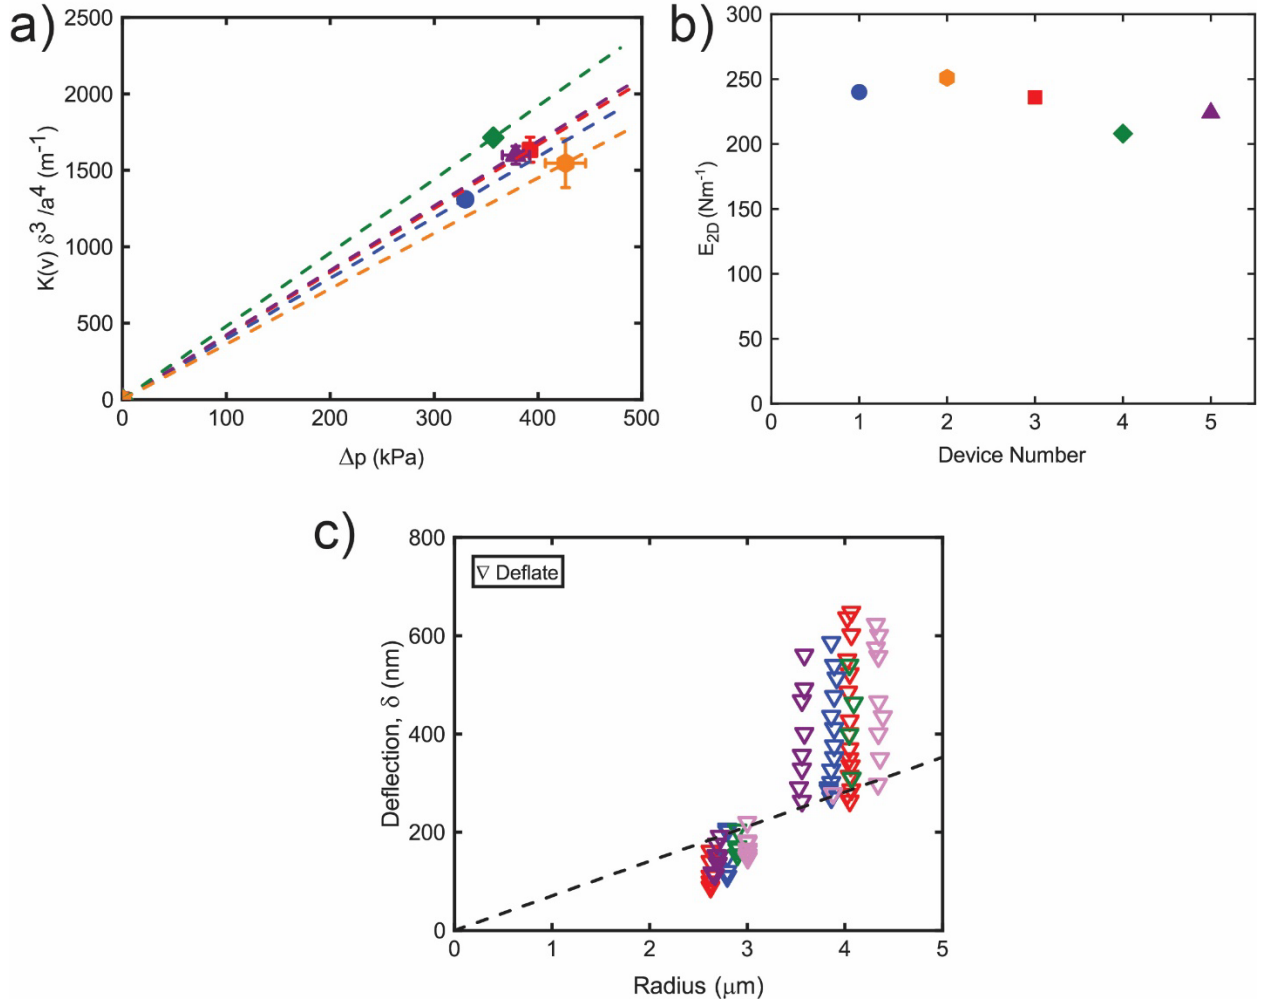 a)
2500
2000
1500
1000
500
0
0 100 200 300 400 500
K(v) δ³ /a⁴ (m⁻¹)
Δp (kPa)
b)
300
250
200
150
100
50
0
0 1 2 3 4 5
E₂D (Nm⁻¹)
Device Number
c)
800
600
400
200
0
0 1 2 3 4 5
∇ Deflate
Deflection, δ (nm)
Radius (μm)